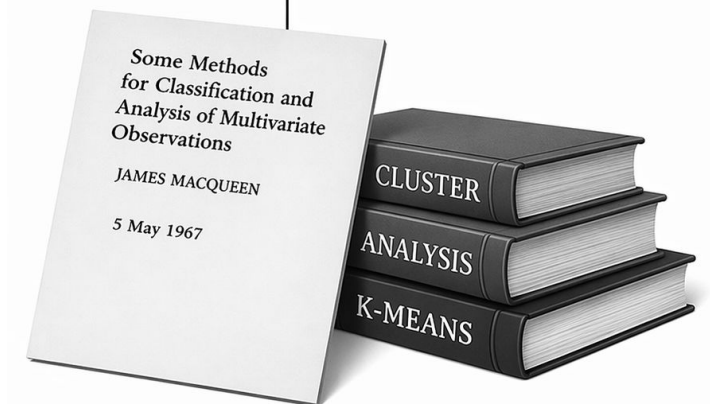 Some Methods
for Classification and
Analysis of Multivariate
Observations
JAMES MACQUEEN
5 May 1967
CLUSTER
ANALYSIS
K-MEANS